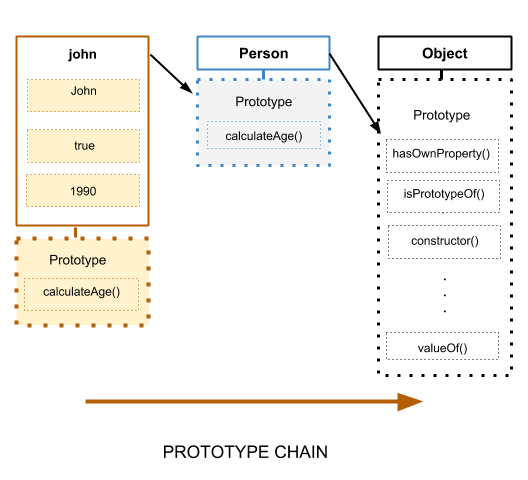 john
John
true
1990
Prototype
calculateAge()
Person
Prototype
calculateAge()
Object
Prototype
hasOwnProperty()
isPrototypeOf()
constructor()
.
.
.
valueOf()
PROTOTYPE CHAIN